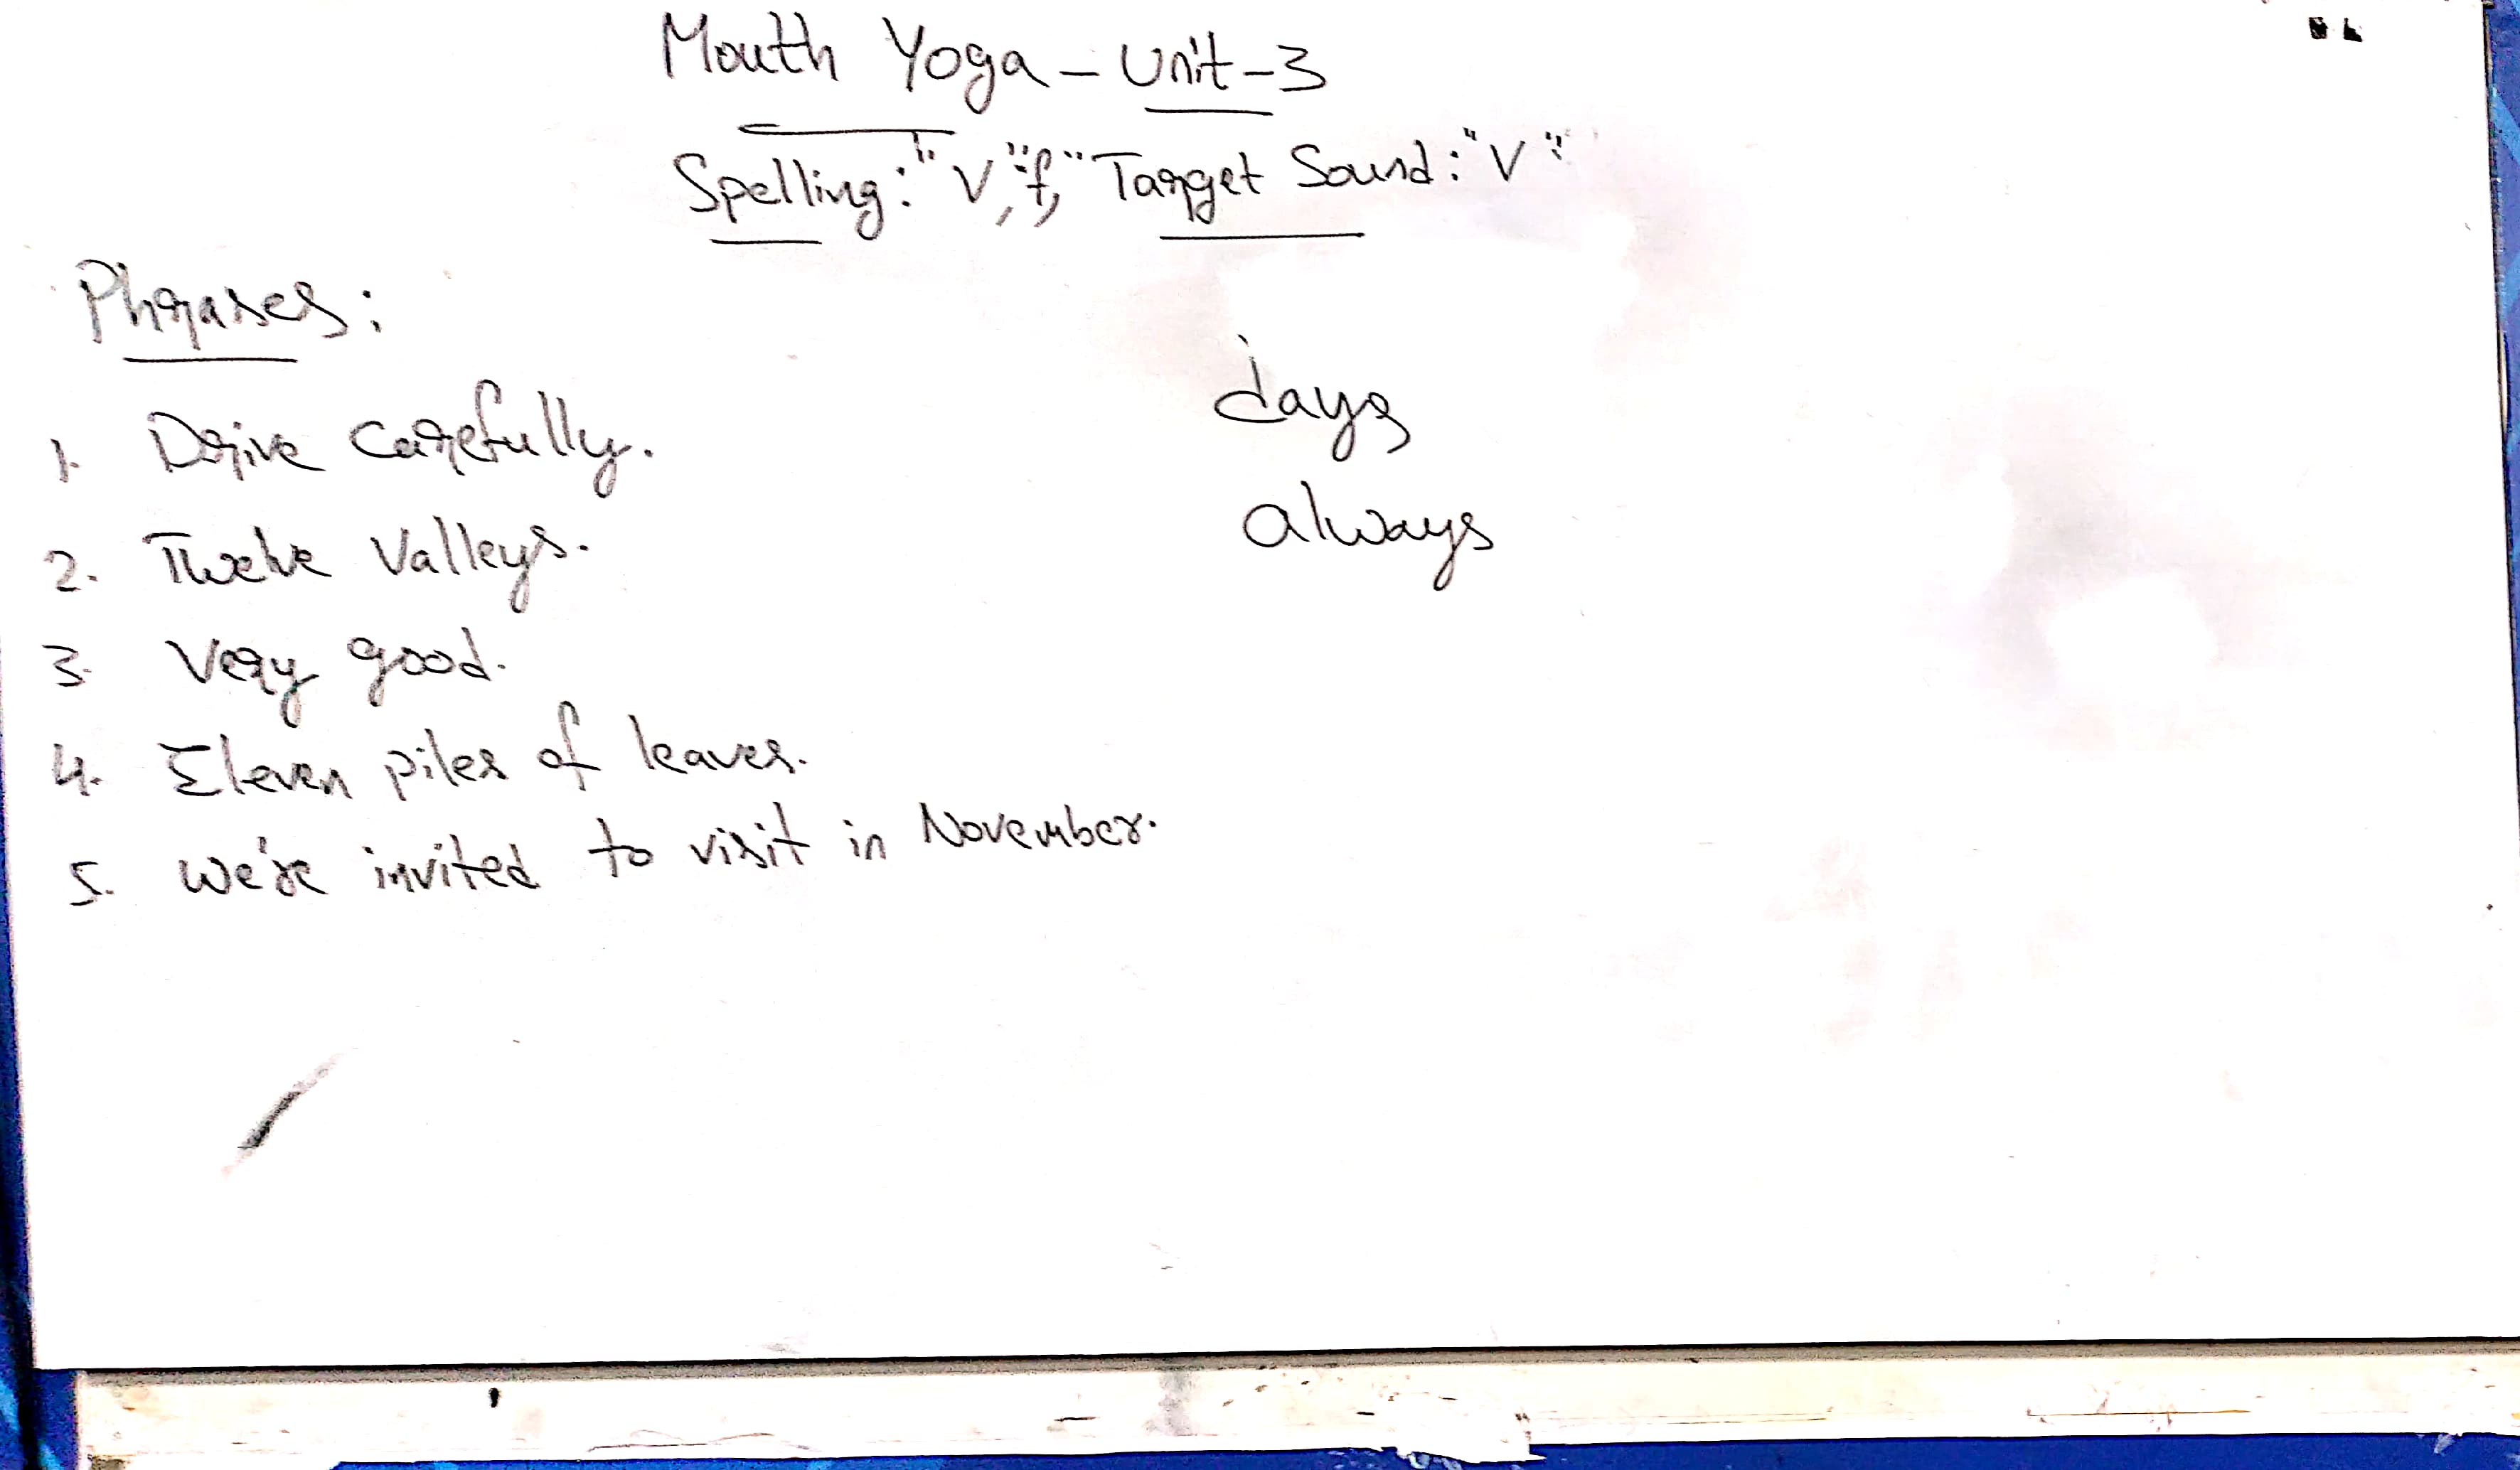 Mouth Yoga - Unit-3
Spelling: "V", "f", Target Sound: "V".
Phrases:
1. Drive carefully.
2. Twelve Valleys.
3. Very good.
4. Eleven piles of leaves.
5. We're invited to visit in November.
days
always